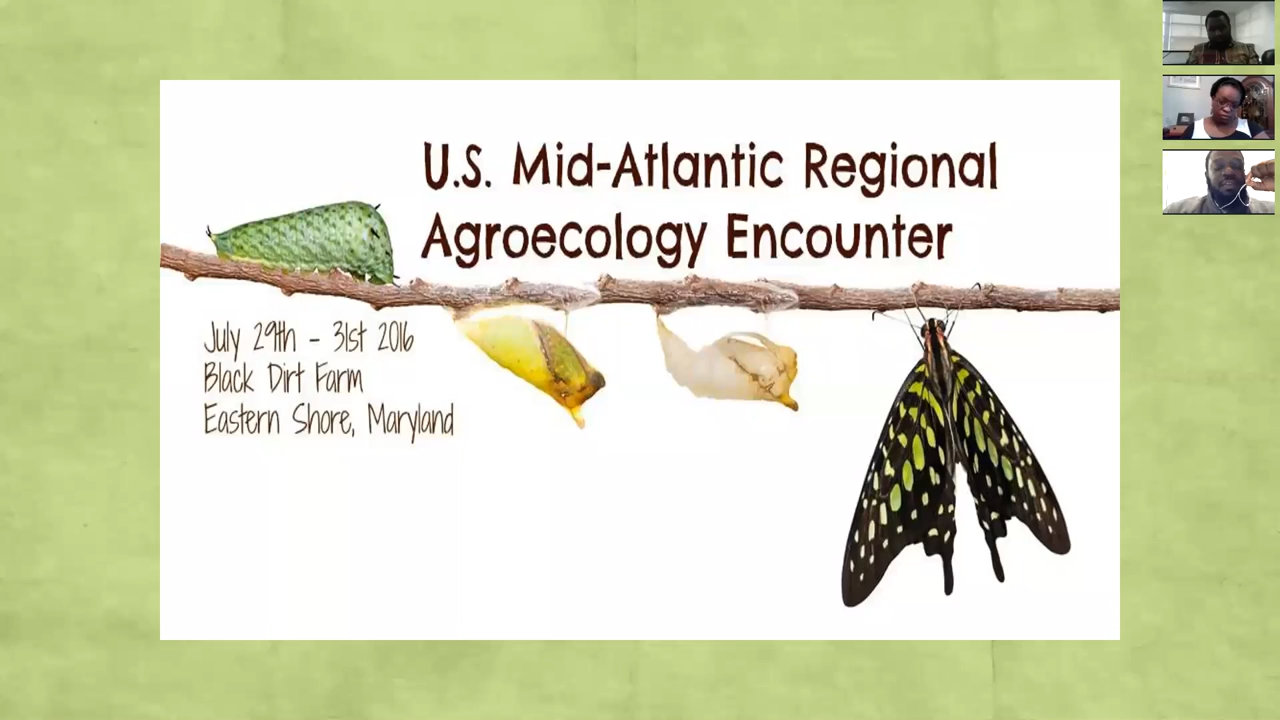 U.S. Mid-Atlantic Regional
Agroecology Encounter
July 29th - 31st 2016
Black Dirt Farm
Eastern Shore, Maryland